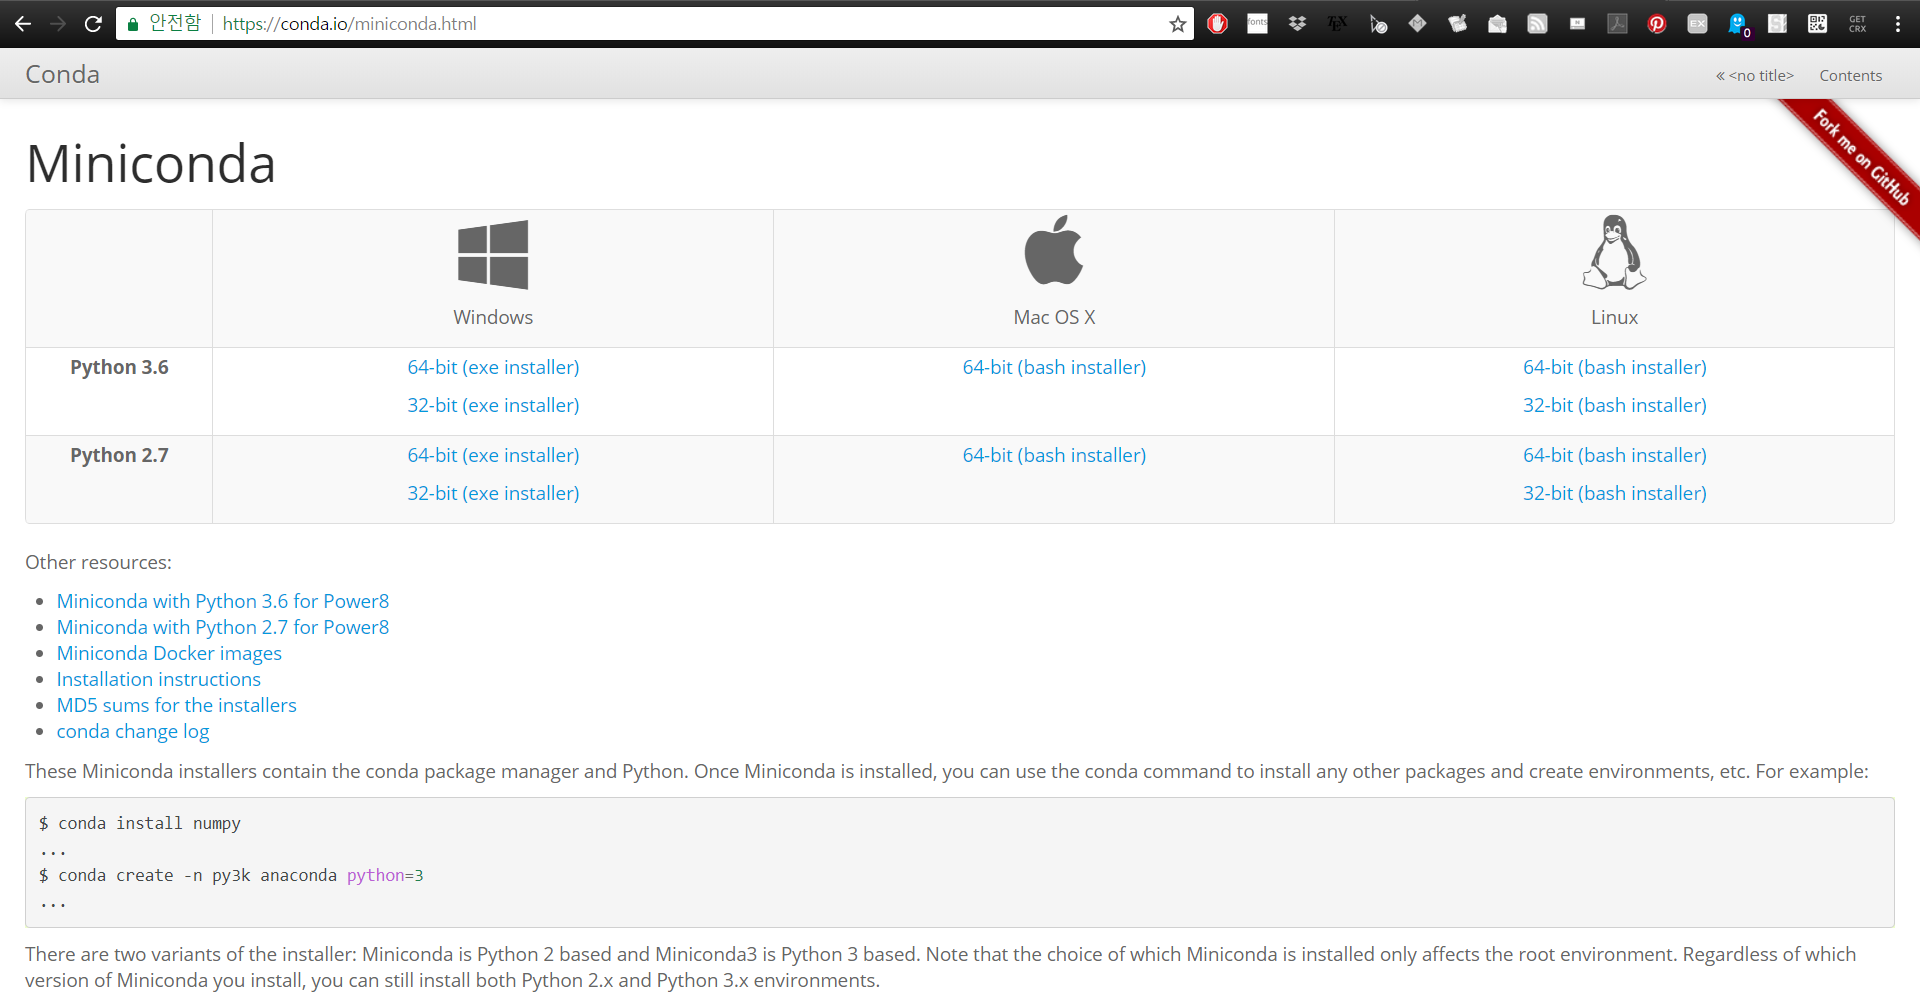 안전함 https://conda.io/miniconda.html
fonts
TEX
EX
0
GET
CRX
Conda
« <no title> Contents
Fork me on GitHub
Miniconda
Windows Mac OS X Linux
Python 3.6 64-bit (exe installer) 64-bit (bash installer) 64-bit (bash installer)
32-bit (exe installer) 32-bit (bash installer)
Python 2.7 64-bit (exe installer) 64-bit (bash installer) 64-bit (bash installer)
32-bit (exe installer) 32-bit (bash installer)
Other resources:
• Miniconda with Python 3.6 for Power8
• Miniconda with Python 2.7 for Power8
• Miniconda Docker images
• Installation instructions
• MD5 sums for the installers
• conda change log
These Miniconda installers contain the conda package manager and Python. Once Miniconda is installed, you can use the conda command to install any other packages and create environments, etc. For example:
$ conda install numpy
...
$ conda create -n py3k anaconda python=3
...
There are two variants of the installer: Miniconda is Python 2 based and Miniconda3 is Python 3 based. Note that the choice of which Miniconda is installed only affects the root environment. Regardless of which
version of Miniconda you install, you can still install both Python 2.x and Python 3.x environments.